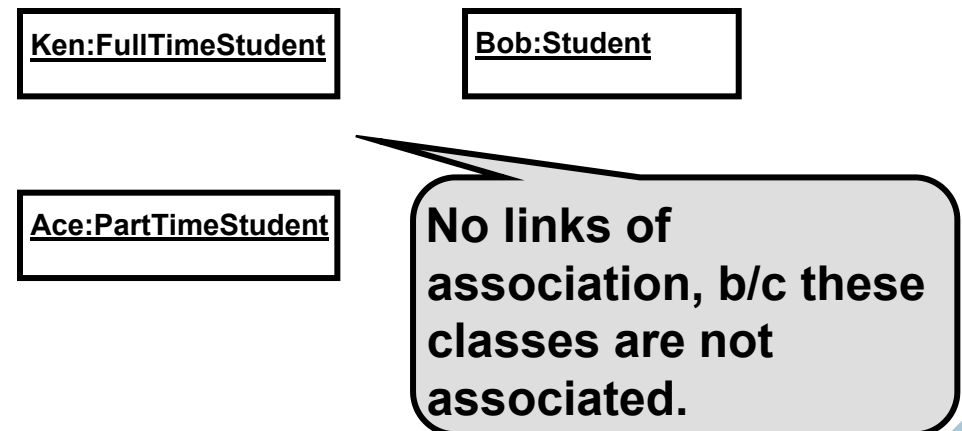 Ken:FullTimeStudent
Bob:Student
Ace:PartTimeStudent
No links of
association, b/c these
classes are not
associated.